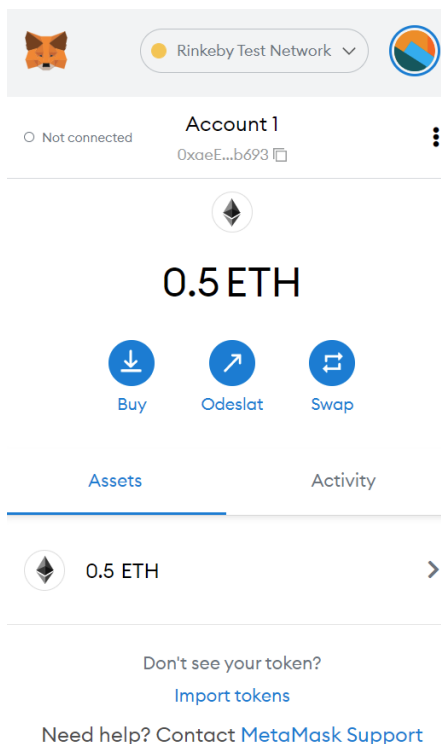 Rinkeby Test Network
Not connected
Account 1
0xaeE...b693
0.5 ETH
Buy
Odeslat
Swap
Assets
Activity
0.5 ETH
Don't see your token?
Import tokens
Need help? Contact MetaMask Support